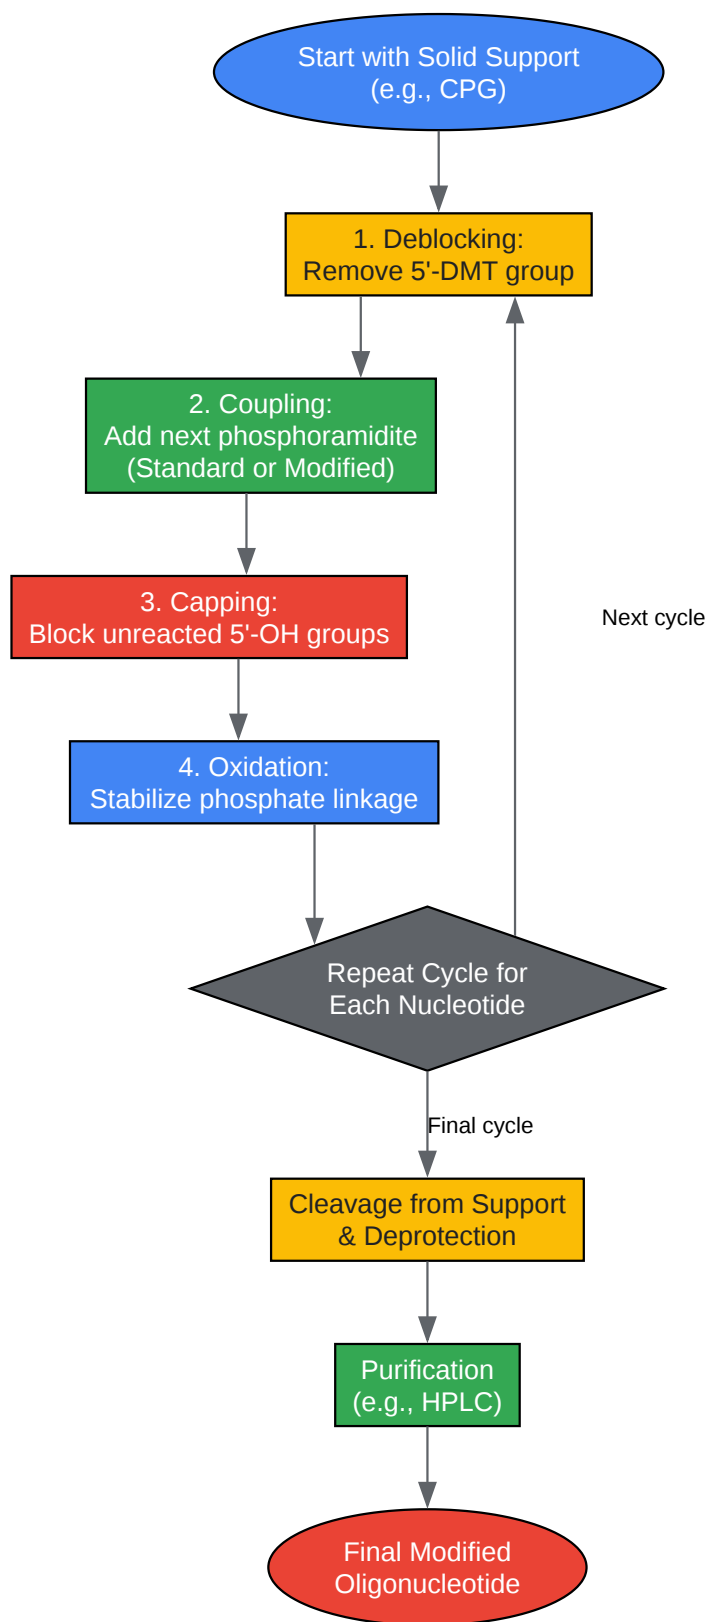 Start with Solid Support
(e.g., CPG)
1. Deblocking:
Remove 5'-DMT group
2. Coupling:
Add next phosphoramidite
(Standard or Modified)
3. Capping:
Block unreacted 5'-OH groups
Next cycle
4. Oxidation:
Stabilize phosphate linkage
Repeat Cycle for
Each Nucleotide
Final cycle
Cleavage from Support
& Deprotection
Purification
(e.g., HPLC)
Final Modified
Oligonucleotide